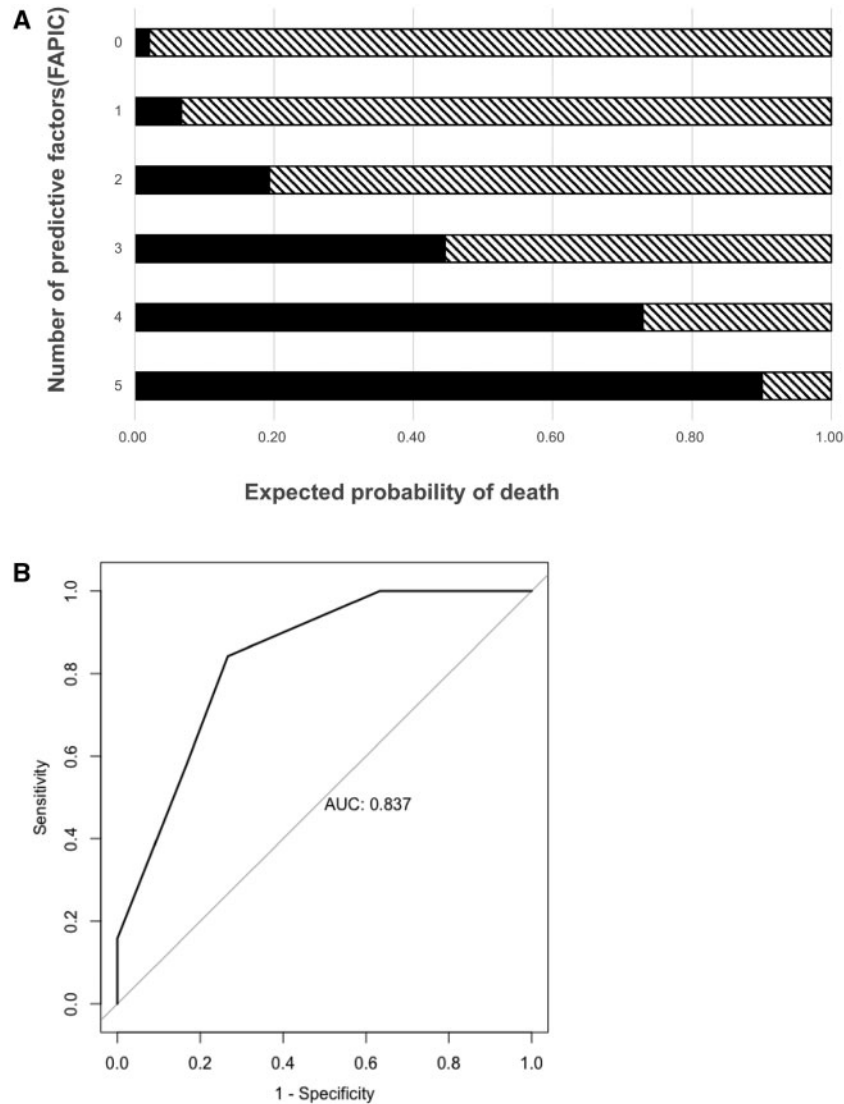 A
Number of predictive factors(FAPIC)
0
1
2
3
4
5
0.00 0.20 0.40 0.60 0.80 1.00
Expected probability of death
B
Sensitivity
1.0
0.8
0.6
0.4
0.2
0.0
AUC: 0.837
0.0 0.2 0.4 0.6 0.8 1.0
1 - Specificity